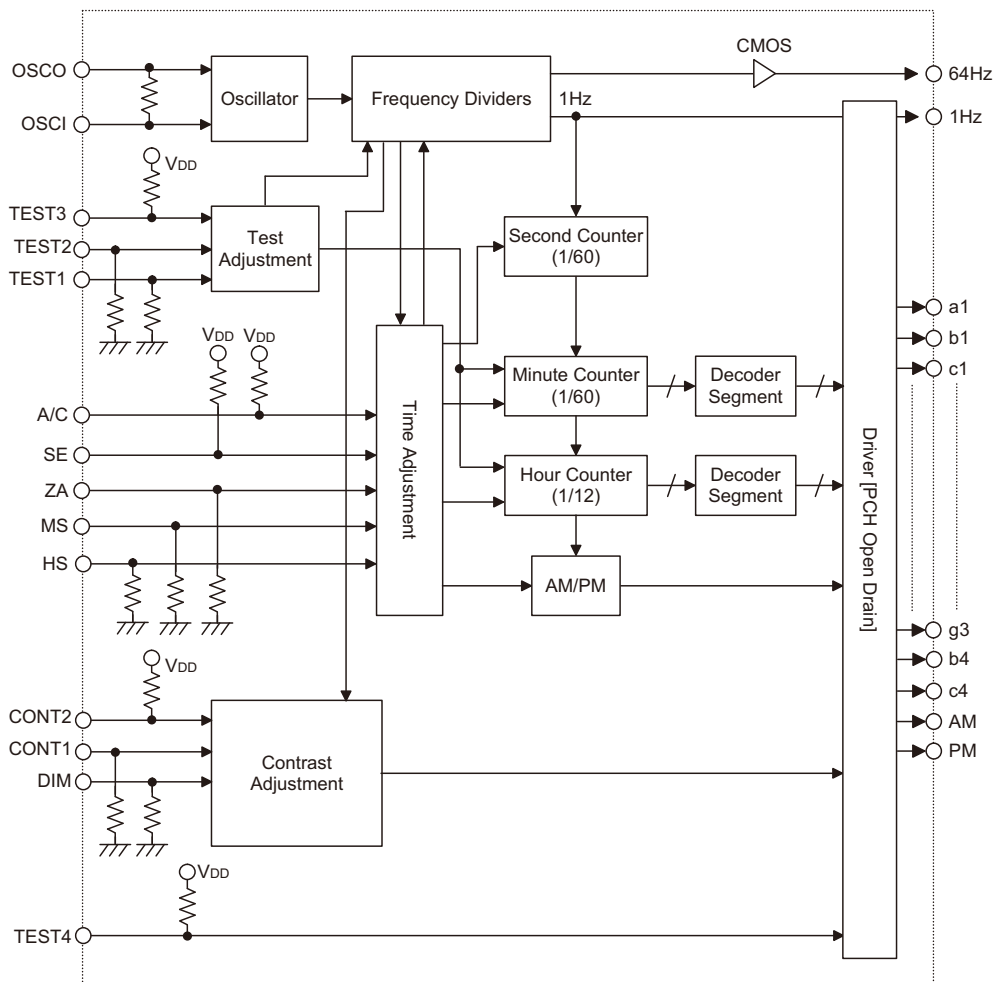 CMOS
OSCO
Oscillator
Frequency Dividers
64Hz
1Hz
1Hz
OSCI
VDD
TEST3
TEST2
TEST1
Test
Adjustment
Second Counter
(1/60)
a1
b1
c1
VDD
VDD
Minute Counter
(1/60)
Decoder
Segment
A/C
SE
ZA
MS
HS
Time Adjustment
Hour Counter
(1/12)
Decoder
Segment
Driver [PCH Open Drain]
AM/PM
g3
b4
c4
AM
PM
VDD
CONT2
CONT1
DIM
Contrast
Adjustment
VDD
TEST4